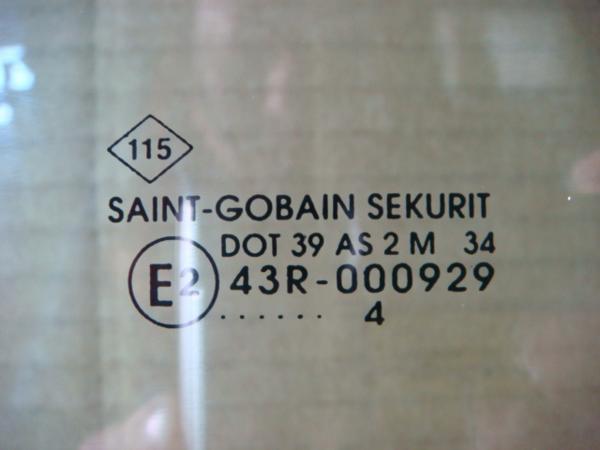 115
SAINT-GOBAIN SEKURIT
DOT 39 AS 2 M 34
E2 43R-000929
...... 4